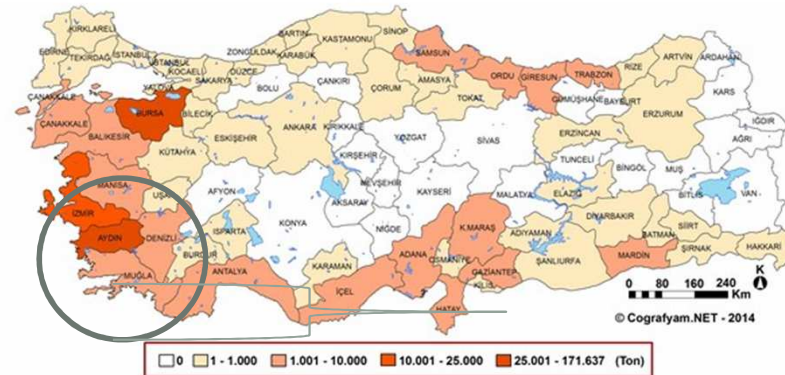 KIRKLARELİ
EDİRNE
TEKİRDAĞ
İSTANBUL
İSTANBUL
KOCAELİ
YALOVA
SAKARYA
DÜZCE
ZONGULDAK
BARTIN
KARABÜK
KASTAMONU
SİNOP
SAMSUN
ORDU
GİRESUN
TRABZON
RİZE
ARTVİN
ARDAHAN
KARS
IĞDIR
AĞRI
BOLU
ÇANKIRI
ÇORUM
AMASYA
TOKAT
GÜMÜŞHANE
BAYBURT
ERZURUM
ERZİNCAN
ÇANAKKALE
ÇANAKKALE
BURSA
BİLECİK
BALIKESİR
ESKİŞEHİR
ANKARA
KIRIKKALE
YOZGAT
SİVAS
KÜTAHYA
KIRŞEHİR
NEVŞEHİR
KAYSERİ
TUNCELİ
BİNGÖL
MUŞ
BİTLİS
VAN
MANİSA
UŞAK
AFYON
AKSARAY
MALATYA
ELAZIĞ
İZMİR
KONYA
NİĞDE
DİYARBAKIR
BATMAN
SİİRT
ŞIRNAK
HAKKARİ
AYDIN
DENİZLİ
ISPARTA
BURDUR
K.MARAŞ
ADIYAMAN
ŞANLIURFA
MARDİN
MUĞLA
ANTALYA
KARAMAN
İÇEL
ADANA
OSMANİYE
GAZİANTEP
KİLİS
HATAY
K
0 80 160 240
Km
© Cografyam.NET - 2014
0 1 - 1.000 1.001 - 10.000 10.001 - 25.000 25.001 - 171.637 (Ton)